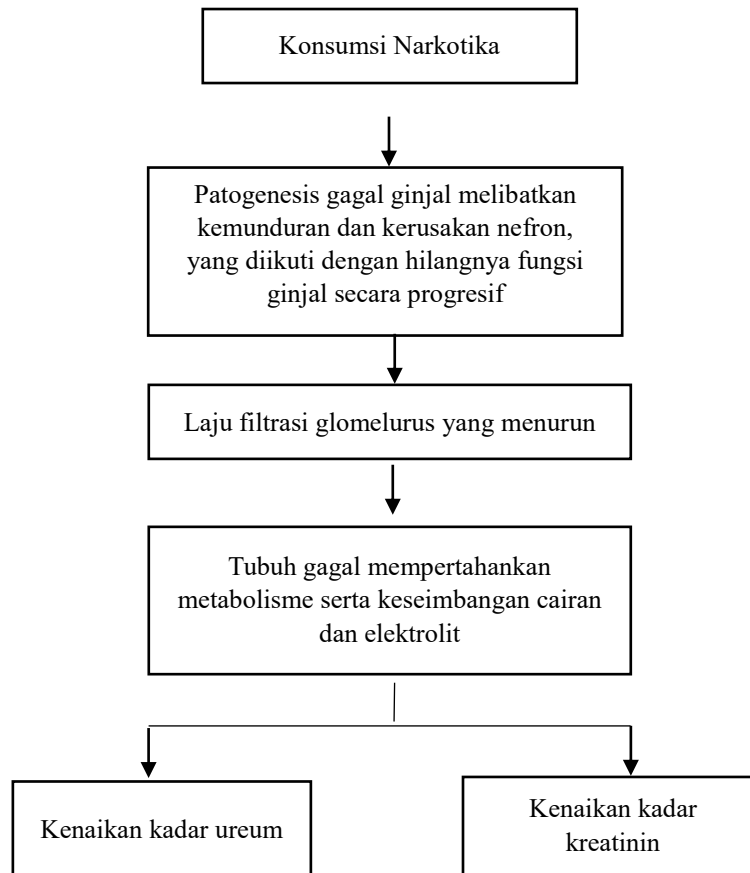 Konsumsi Narkotika
Patogenesis gagal ginjal melibatkan
kemunduran dan kerusakan nefron,
yang diikuti dengan hilangnya fungsi
ginjal secara progresif
Laju filtrasi glomelurus yang menurun
Tubuh gagal mempertahankan
metabolisme serta keseimbangan cairan
dan elektrolit
Kenaikan kadar ureum
Kenaikan kadar
kreatinin